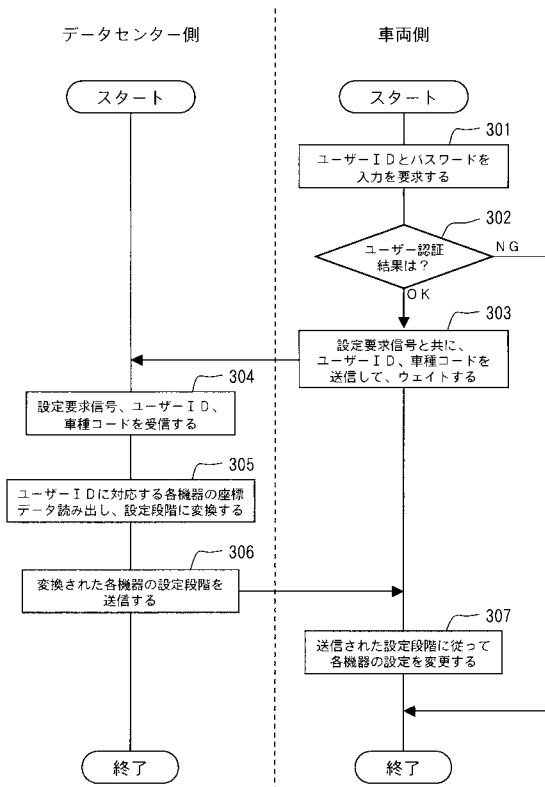 データセンター側
車両側
スタート
スタート
301
ユーザーＩＤとパスワードを
入力を要求する
302
ユーザー認証
結果は？
ＮＧ
ＯＫ
303
設定要求信号と共に、
ユーザーＩＤ、車種コードを
送信して、ウェイトする
304
設定要求信号、ユーザーＩＤ、
車種コードを受信する
305
ユーザーＩＤに対応する各機器の座標
データ読み出し、設定段階に変換する
306
変換された各機器の設定段階を
送信する
307
送信された設定段階に従って
各機器の設定を変更する
終了
終了